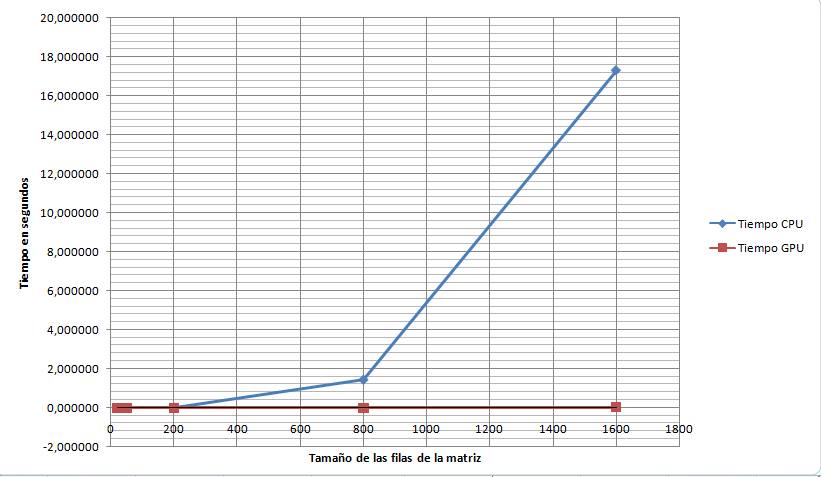 20,000000
18,000000
16,000000
14,000000
12,000000
10,000000
8,000000
6,000000
4,000000
2,000000
0,000000
-2,000000
0 200 400 600 800 1000 1200 1400 1600 1800
Tiempo en segundos
Tamaño de las filas de la matriz
Tiempo CPU
Tiempo GPU